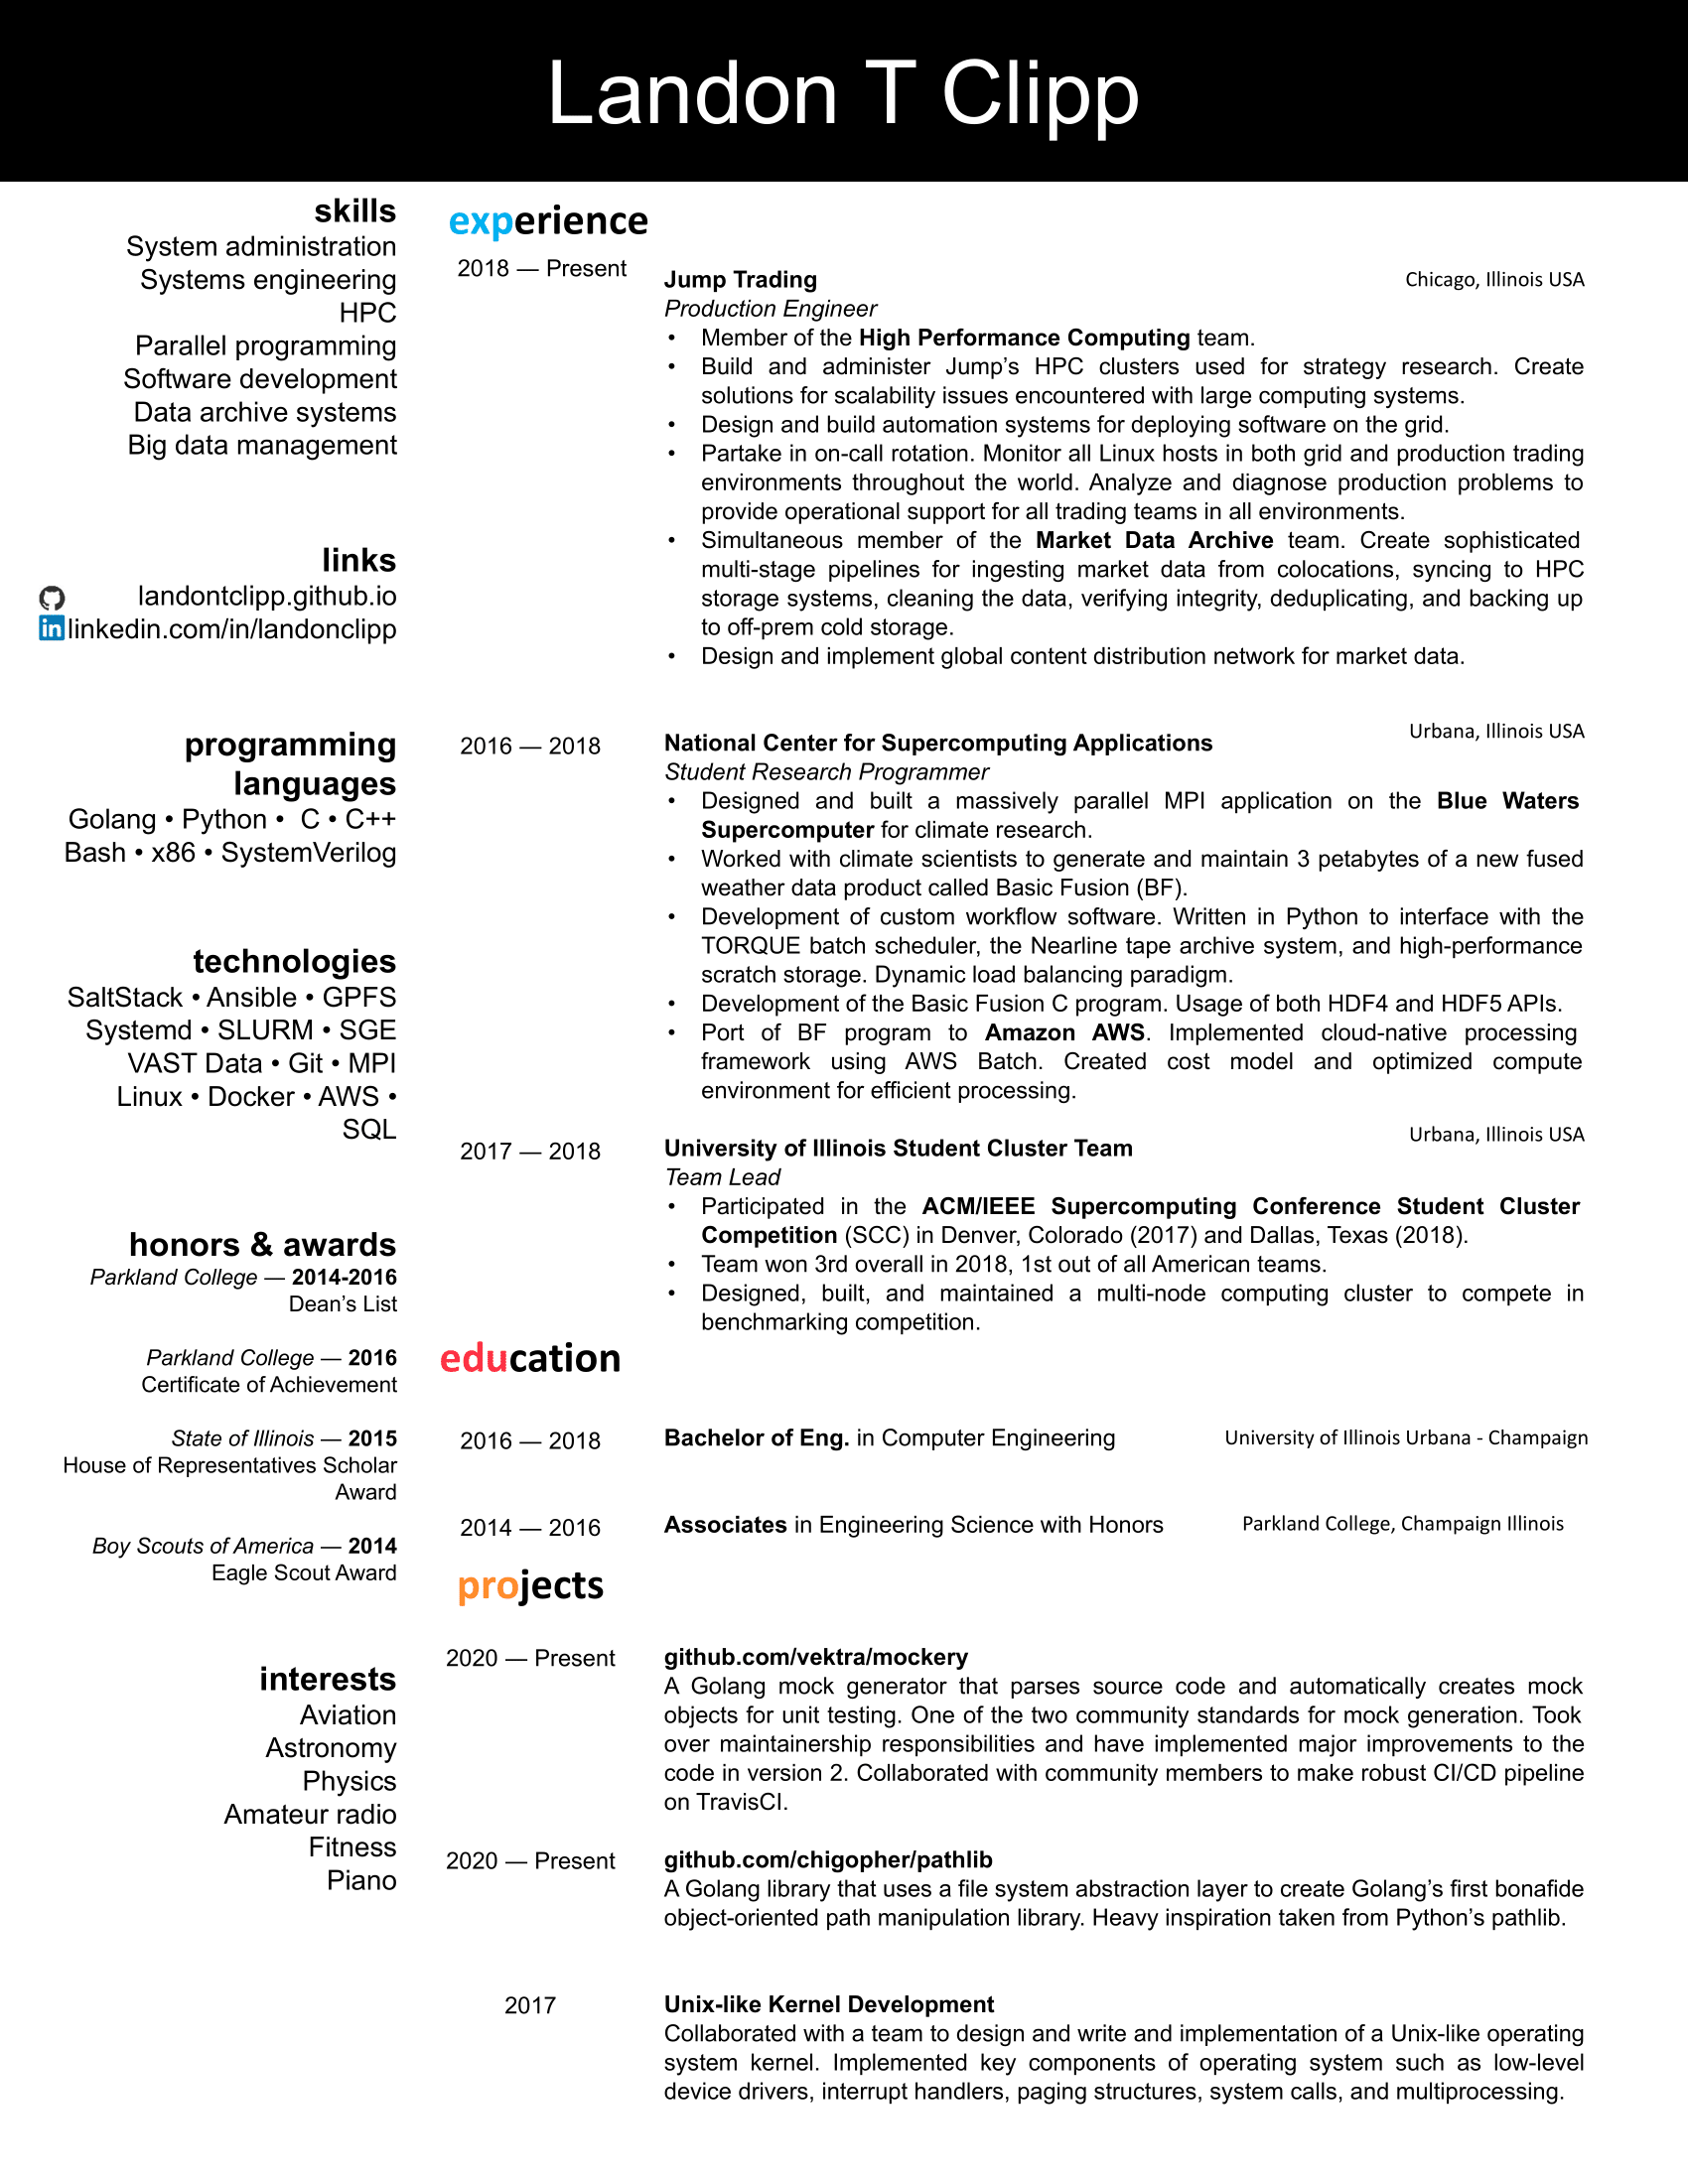 Landon T Clipp
skills
System administration
Systems engineering
HPC
Parallel programming
Software development
Data archive systems
Big data management
links
landontclipp.github.io
in linkedin.com/in/landonclipp
programming
languages
Golang • Python •  C • C++
Bash • x86 • SystemVerilog
technologies
SaltStack • Ansible • GPFS
Systemd • SLURM • SGE
VAST Data • Git • MPI
Linux • Docker • AWS •
SQL
honors & awards
Parkland College — 2014-2016
Dean’s List
Parkland College — 2016
Certificate of Achievement
State of Illinois — 2015
House of Representatives Scholar
Award
Boy Scouts of America — 2014
Eagle Scout Award
interests
Aviation
Astronomy
Physics
Amateur radio
Fitness
Piano
experience
2018 — Present
Jump Trading
Chicago, Illinois USA
Production Engineer
• Member of the High Performance Computing team.
• Build and administer Jump’s HPC clusters used for strategy research. Create
solutions for scalability issues encountered with large computing systems.
• Design and build automation systems for deploying software on the grid.
• Partake in on-call rotation. Monitor all Linux hosts in both grid and production trading
environments throughout the world. Analyze and diagnose production problems to
provide operational support for all trading teams in all environments.
• Simultaneous member of the Market Data Archive team. Create sophisticated
multi-stage pipelines for ingesting market data from colocations, syncing to HPC
storage systems, cleaning the data, verifying integrity, deduplicating, and backing up
to off-prem cold storage.
• Design and implement global content distribution network for market data.
2016 — 2018
National Center for Supercomputing Applications
Urbana, Illinois USA
Student Research Programmer
• Designed and built a massively parallel MPI application on the Blue Waters
Supercomputer for climate research.
• Worked with climate scientists to generate and maintain 3 petabytes of a new fused
weather data product called Basic Fusion (BF).
• Development of custom workflow software. Written in Python to interface with the
TORQUE batch scheduler, the Nearline tape archive system, and high-performance
scratch storage. Dynamic load balancing paradigm.
• Development of the Basic Fusion C program. Usage of both HDF4 and HDF5 APIs.
• Port of BF program to Amazon AWS. Implemented cloud-native processing
framework using AWS Batch. Created cost model and optimized compute
environment for efficient processing.
2017 — 2018
University of Illinois Student Cluster Team
Urbana, Illinois USA
Team Lead
• Participated in the ACM/IEEE Supercomputing Conference Student Cluster
Competition (SCC) in Denver, Colorado (2017) and Dallas, Texas (2018).
• Team won 3rd overall in 2018, 1st out of all American teams.
• Designed, built, and maintained a multi-node computing cluster to compete in
benchmarking competition.
education
2016 — 2018
Bachelor of Eng. in Computer Engineering
University of Illinois Urbana - Champaign
2014 — 2016
Associates in Engineering Science with Honors
Parkland College, Champaign Illinois
projects
2020 — Present
github.com/vektra/mockery
A Golang mock generator that parses source code and automatically creates mock
objects for unit testing. One of the two community standards for mock generation. Took
over maintainership responsibilities and have implemented major improvements to the
code in version 2. Collaborated with community members to make robust CI/CD pipeline
on TravisCI.
2020 — Present
github.com/chigopher/pathlib
A Golang library that uses a file system abstraction layer to create Golang’s first bonafide
object-oriented path manipulation library. Heavy inspiration taken from Python’s pathlib.
2017
Unix-like Kernel Development
Collaborated with a team to design and write and implementation of a Unix-like operating
system kernel. Implemented key components of operating system such as low-level
device drivers, interrupt handlers, paging structures, system calls, and multiprocessing.